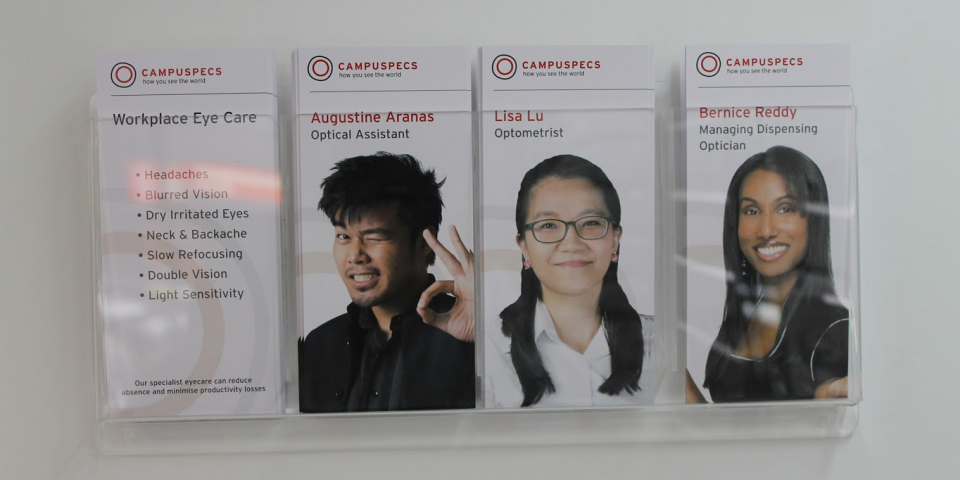 CAMPUSPECS
how you see the world
Workplace Eye Care
• Headaches
• Blurred Vision
• Dry Irritated Eyes
• Neck & Backache
• Slow Refocusing
• Double Vision
• Light Sensitivity
Our specialist eyecare can reduce
absence and minimise productivity losses
CAMPUSPECS
how you see the world
Augustine Aranas
Optical Assistant
CAMPUSPECS
how you see the world
Lisa Lu
Optometrist
CAMPUSPECS
how you see the world
Bernice Reddy
Managing Dispensing
Optician